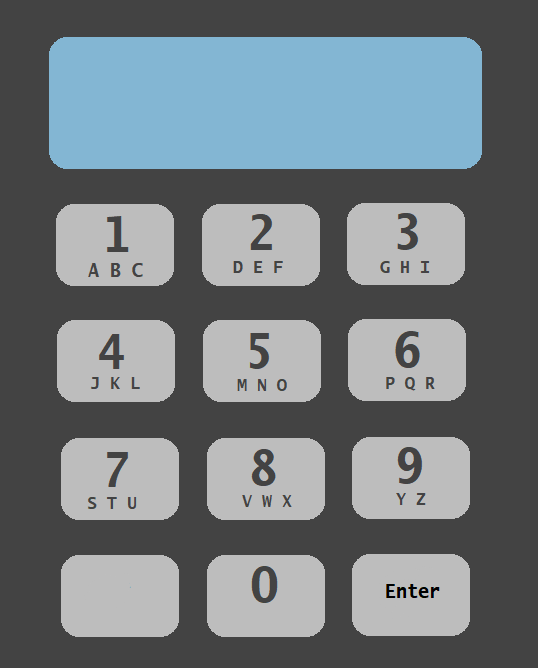 1 2 3
A B C D E F G H I
4 5 6
J K L M N O P Q R
7 8 9
S T U V W X Y Z
0 Enter